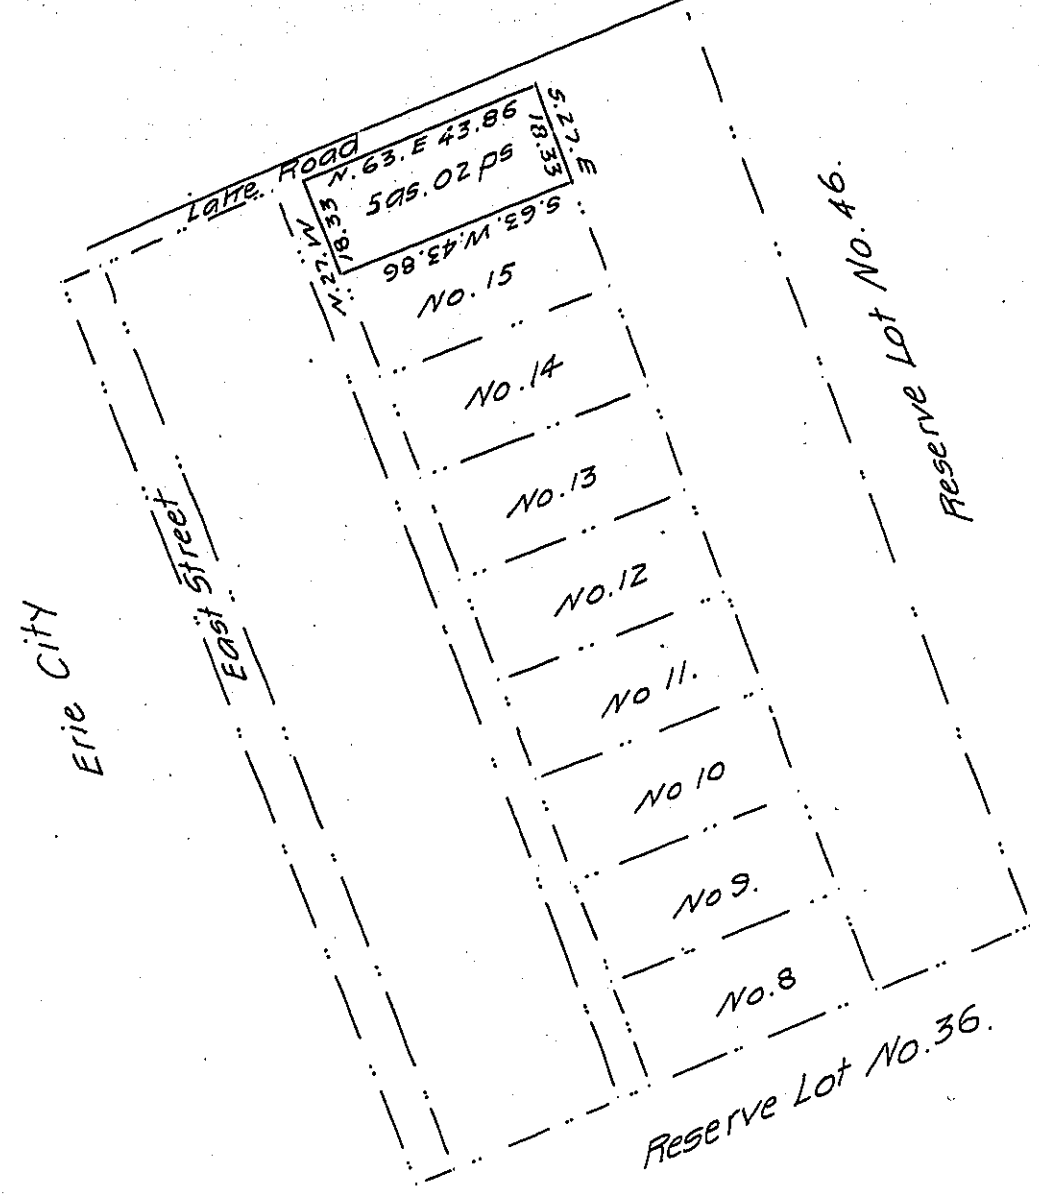 Lake Road
N. 63. E 43.86
S. 27. E
18.33
5as. 02 ps
18.33
N. 27. W
S. 63. W. 43.86
No. 15
No. 14
No. 13
No. 12
No 11.
No 10
No 9.
No. 8
East Street
Erie City
Reserve Lot No. 46.
Reserve Lot No. 36.